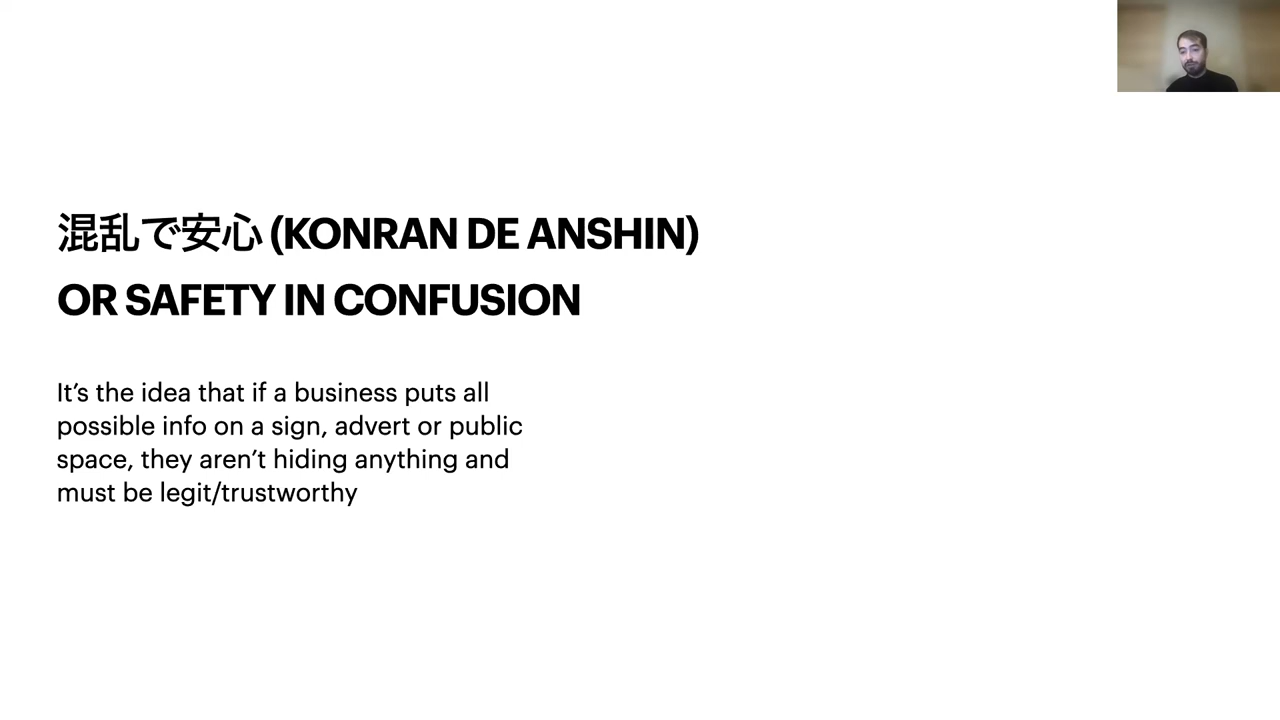 混乱で安心 (KONRAN DE ANSHIN)
OR SAFETY IN CONFUSION
It’s the idea that if a business puts all
possible info on a sign, advert or public
space, they aren’t hiding anything and
must be legit/trustworthy